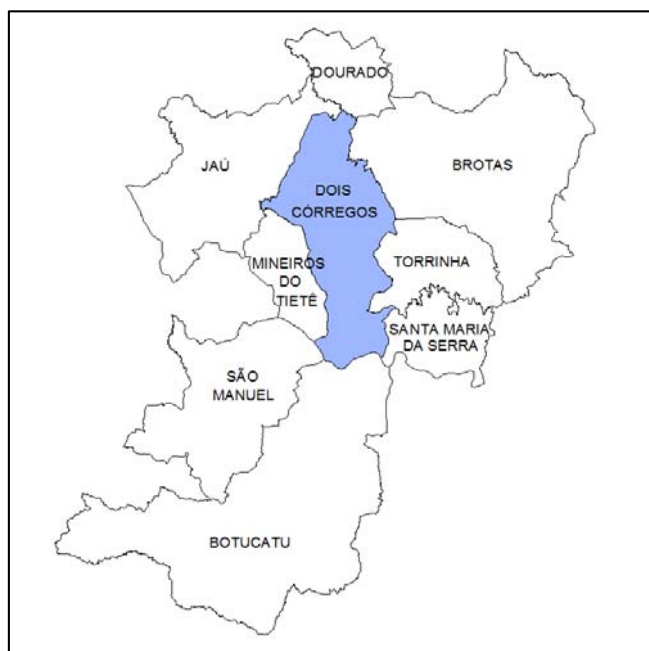 DOURADO
JAÚ
BROTAS
DOIS
CÓRREGOS
MINEIROS
DO
TIETÊ
TORRINHA
SANTA MARIA
DA SERRA
SÃO
MANUEL
BOTUCATU